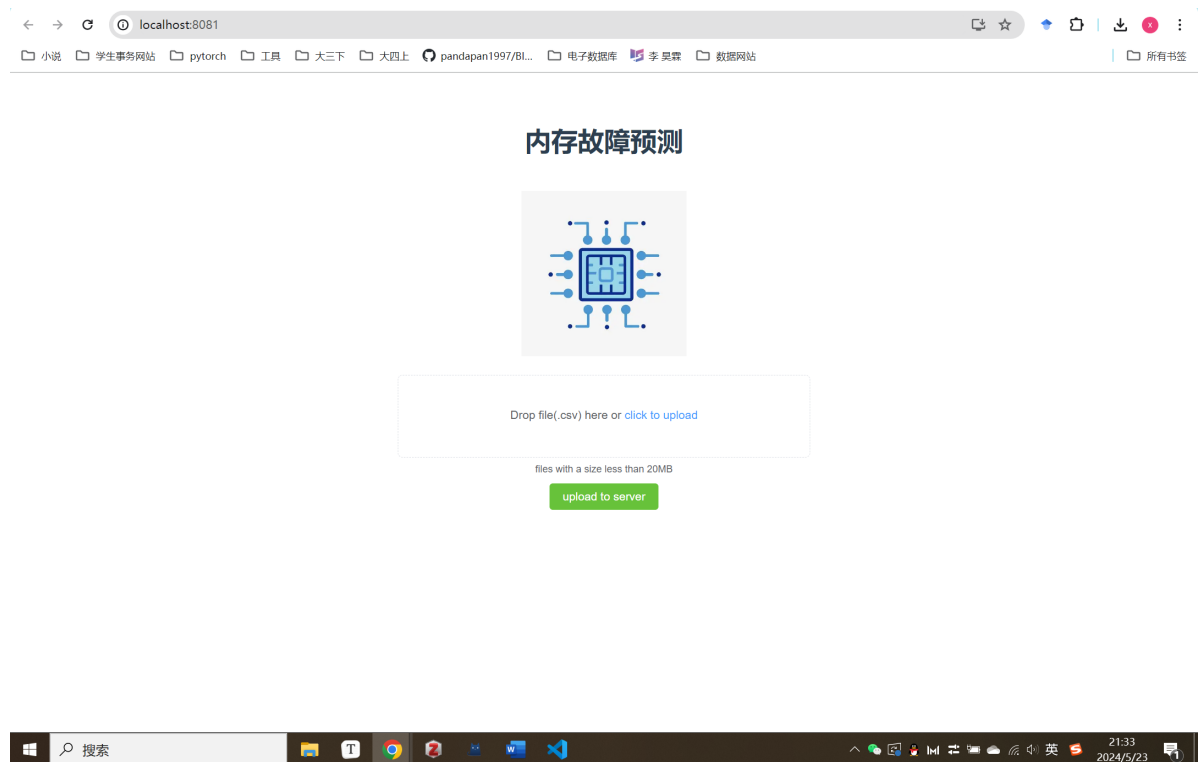 localhost:8081
x
小说 学生事务网站 pytorch 工具 大三下 大四上 pandapan1997/Bl... 电子数据库 李 昊霖 数据网站 所有书签
内存故障预测
Drop file(.csv) here or click to upload
files with a size less than 20MB
upload to server
搜索
T
Z
W
英
S
21:33
2024/5/23
1